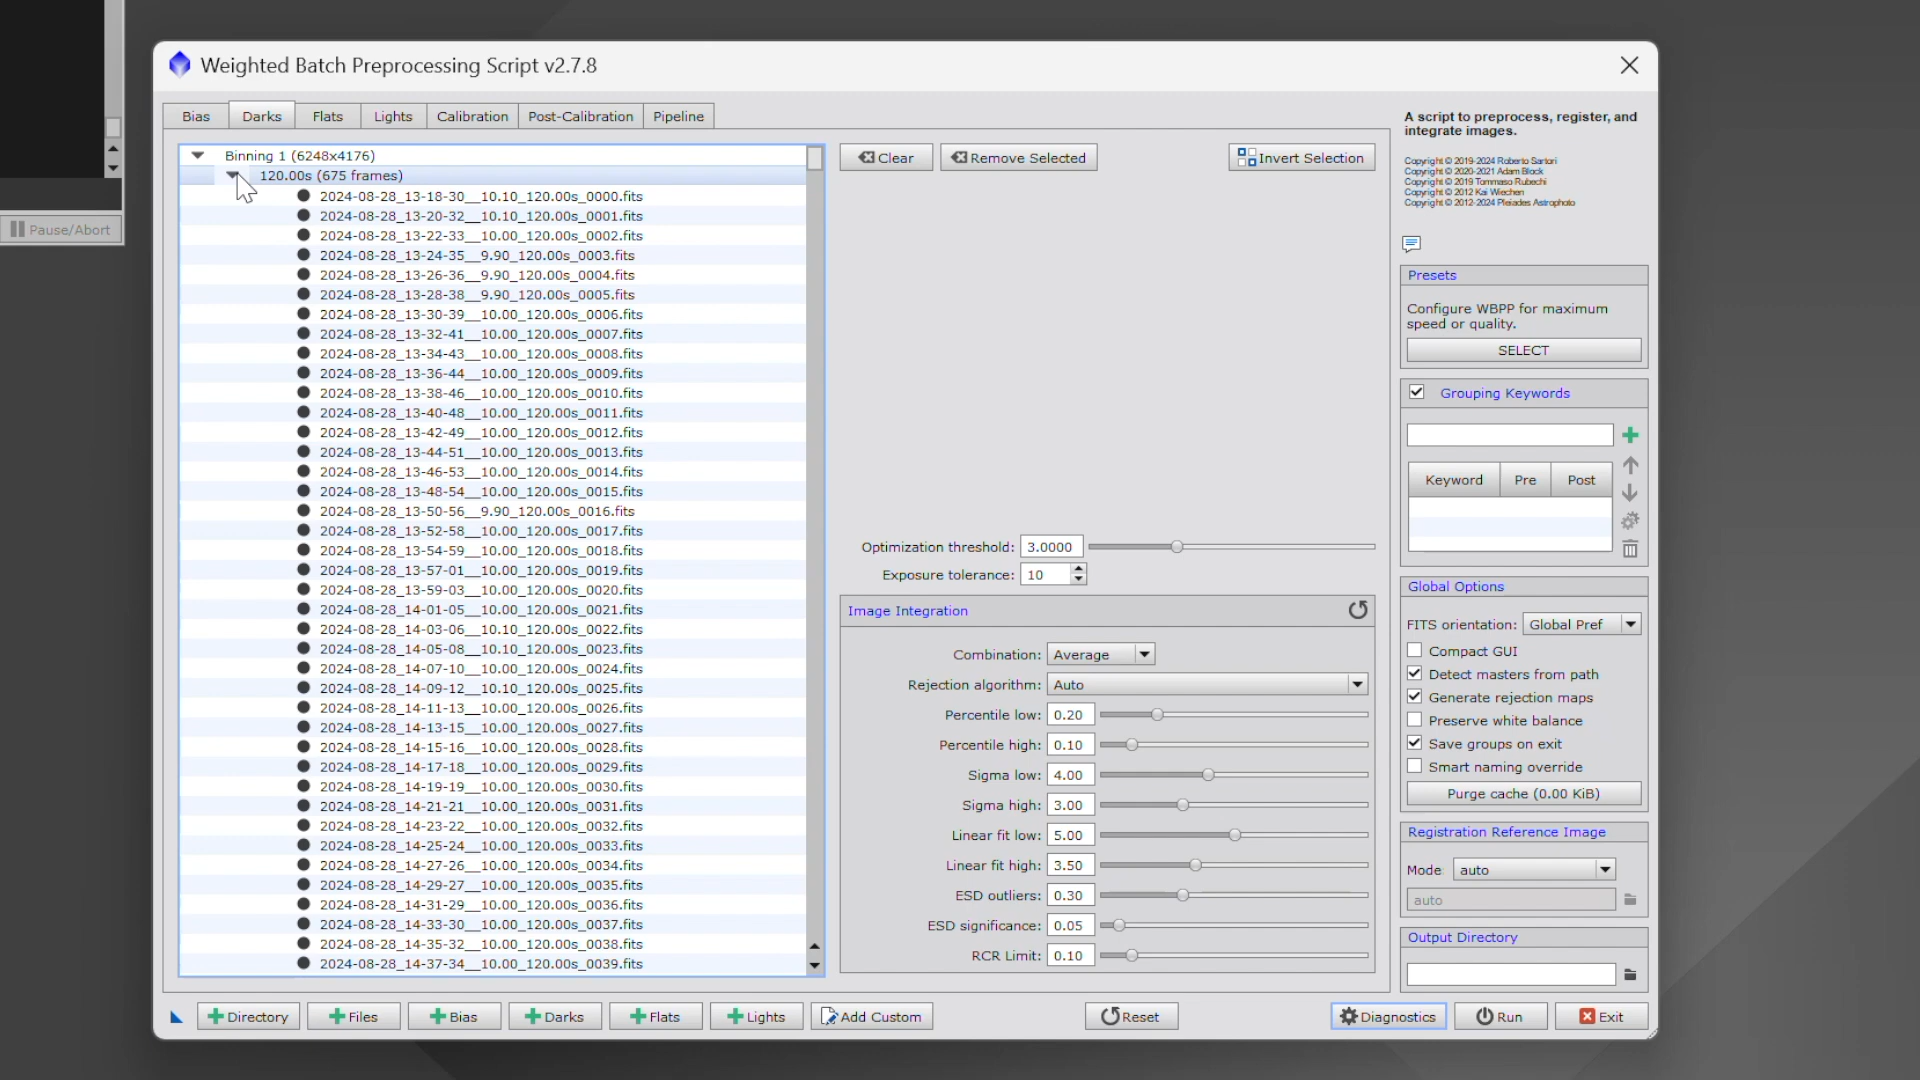 Weighted Batch Preprocessing Script v2.7.8
Bias
Darks
Flats
Lights
Calibration
Post-Calibration
Pipeline
Pause/Abort
Binning 1 (6248x4176)
120.00s (675 frames)
2024-08-28_13-18-30__10.10_120.00s_0000.fits
2024-08-28_13-20-32__10.10_120.00s_0001.fits
2024-08-28_13-22-33__10.00_120.00s_0002.fits
2024-08-28_13-24-35__9.90_120.00s_0003.fits
2024-08-28_13-26-36__9.90_120.00s_0004.fits
2024-08-28_13-28-38__9.90_120.00s_0005.fits
2024-08-28_13-30-39__10.00_120.00s_0006.fits
2024-08-28_13-32-41__10.00_120.00s_0007.fits
2024-08-28_13-34-43__10.00_120.00s_0008.fits
2024-08-28_13-36-44__10.00_120.00s_0009.fits
2024-08-28_13-38-46__10.00_120.00s_0010.fits
2024-08-28_13-40-48__10.00_120.00s_0011.fits
2024-08-28_13-42-49__10.00_120.00s_0012.fits
2024-08-28_13-44-51__10.00_120.00s_0013.fits
2024-08-28_13-46-53__10.00_120.00s_0014.fits
2024-08-28_13-48-54__10.00_120.00s_0015.fits
2024-08-28_13-50-56__9.90_120.00s_0016.fits
2024-08-28_13-52-58__10.00_120.00s_0017.fits
2024-08-28_13-54-59__10.00_120.00s_0018.fits
2024-08-28_13-57-01__10.00_120.00s_0019.fits
2024-08-28_13-59-03__10.00_120.00s_0020.fits
2024-08-28_14-01-05__10.00_120.00s_0021.fits
2024-08-28_14-03-06__10.10_120.00s_0022.fits
2024-08-28_14-05-08__10.10_120.00s_0023.fits
2024-08-28_14-07-10__10.00_120.00s_0024.fits
2024-08-28_14-09-12__10.10_120.00s_0025.fits
2024-08-28_14-11-13__10.00_120.00s_0026.fits
2024-08-28_14-13-15__10.00_120.00s_0027.fits
2024-08-28_14-15-16__10.00_120.00s_0028.fits
2024-08-28_14-17-18__10.00_120.00s_0029.fits
2024-08-28_14-19-19__10.00_120.00s_0030.fits
2024-08-28_14-21-21__10.00_120.00s_0031.fits
2024-08-28_14-23-22__10.00_120.00s_0032.fits
2024-08-28_14-25-24__10.00_120.00s_0033.fits
2024-08-28_14-27-26__10.00_120.00s_0034.fits
2024-08-28_14-29-27__10.00_120.00s_0035.fits
2024-08-28_14-31-29__10.00_120.00s_0036.fits
2024-08-28_14-33-30__10.00_120.00s_0037.fits
2024-08-28_14-35-32__10.00_120.00s_0038.fits
2024-08-28_14-37-34__10.00_120.00s_0039.fits
Clear
Remove Selected
Invert Selection
Optimization threshold: 3.0000
Exposure tolerance: 10
Image Integration
Combination: Average
Rejection algorithm: Auto
Percentile low: 0.20
Percentile high: 0.10
Sigma low: 4.00
Sigma high: 3.00
Linear fit low: 5.00
Linear fit high: 3.50
ESD outliers: 0.30
ESD significance: 0.05
RCR Limit: 0.10
A script to preprocess, register, and
integrate images.
Copyright © 2019-2024 Roberto Sartori
Copyright © 2020-2021 Adam Block
Copyright © 2019 Tommaso Rubechi
Copyright © 2012 Kai Wiechen
Copyright © 2012-2024 Pleiades Astrophoto
Presets
Configure WBPP for maximum
speed or quality.
SELECT
Grouping Keywords
Keyword Pre Post
Global Options
FITS orientation: Global Pref
Compact GUI
Detect masters from path
Generate rejection maps
Preserve white balance
Save groups on exit
Smart naming override
Purge cache (0.00 KiB)
Registration Reference Image
Mode: auto
auto
Output Directory
Directory
Files
Bias
Darks
Flats
Lights
Add Custom
Reset
Diagnostics
Run
Exit